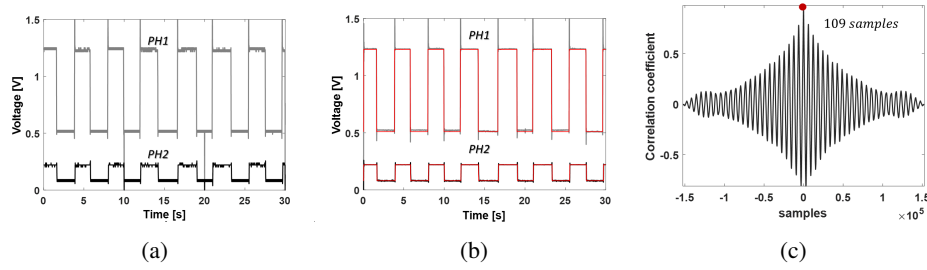 1.5
1
0.5
0
Voltage [V]
PH1
PH2
0 5 10 15 20 25 30
Time [s]
(a)
1.5
1
0.5
0
Voltage [V]
PH1
PH2
0 5 10 15 20 25 30
Time [s]
(b)
109 samples
0.5
0
-0.5
Correlation coefficient
-1.5 -1 -0.5 0 0.5 1 1.5
samples
×10⁵
(c)